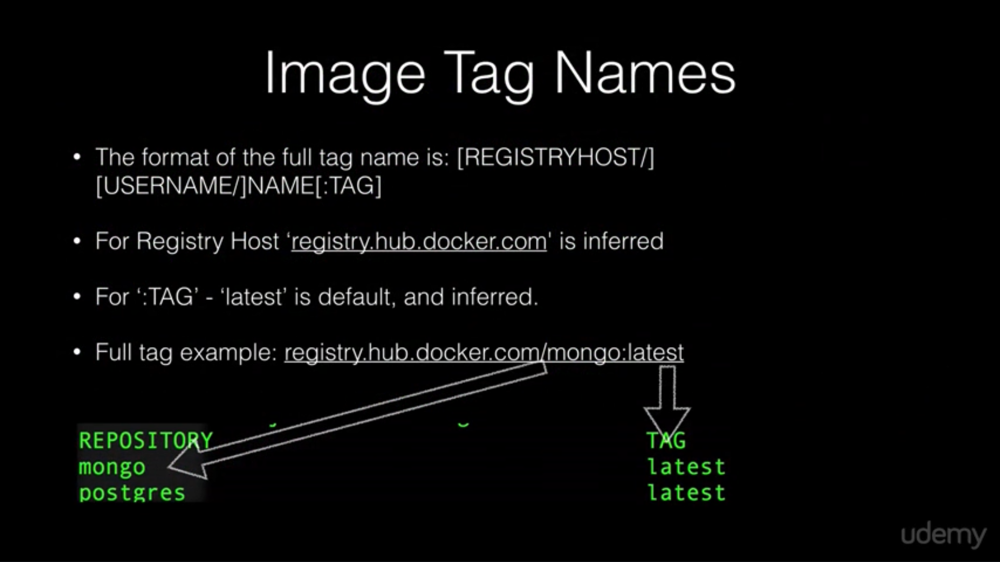 Image Tag Names
• The format of the full tag name is: [REGISTRYHOST/]
[USERNAME/]NAME[:TAG]
• For Registry Host ‘registry.hub.docker.com' is inferred
• For ‘:TAG’ - ‘latest’ is default, and inferred.
• Full tag example: registry.hub.docker.com/mongo:latest
REPOSITORY TAG
mongo latest
postgres latest
udemy